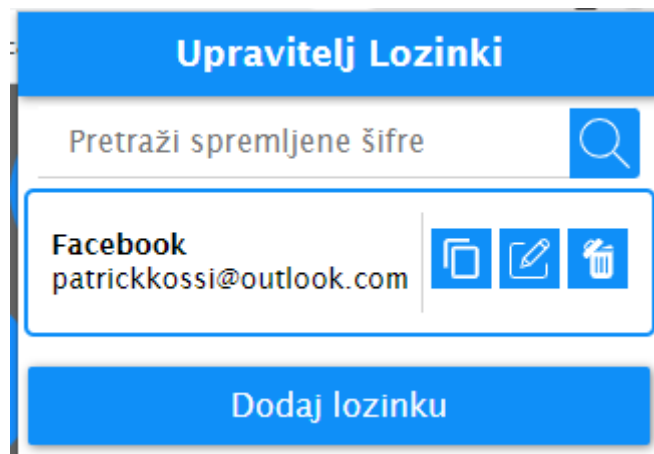 Upravitelj Lozinki
Pretraži spremljene šifre
Facebook
patrickkossi@outlook.com
Dodaj lozinku